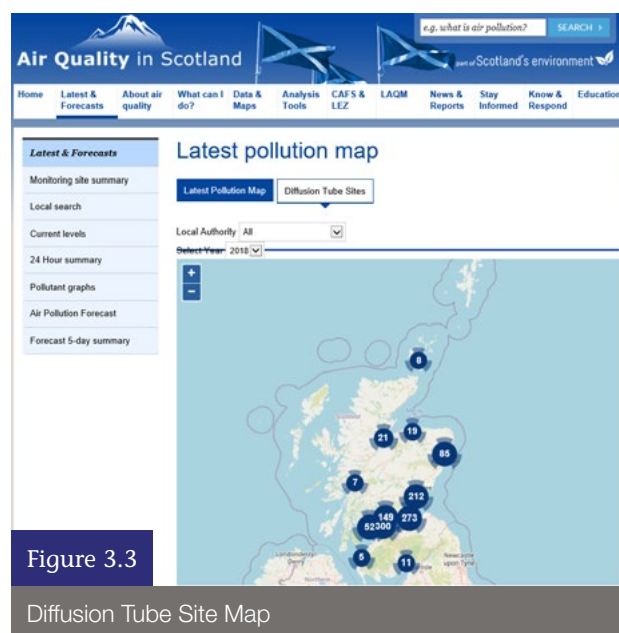 e.g. what is air pollution?
SEARCH ›
Air Quality in Scotland
part of Scotland's environment
Home
Latest & Forecasts
About air quality
What can I do?
Data & Maps
Analysis Tools
CAFS & LEZ
LAQM
News & Reports
Stay Informed
Know & Respond
Education
Latest & Forecasts
Monitoring site summary
Local search
Current levels
24 Hour summary
Pollutant graphs
Air Pollution Forecast
Forecast 5-day summary
Latest pollution map
Latest Pollution Map
Diffusion Tube Sites
Local Authority All
Select Year 2018
+
−
8
21
19
85
7
212
149
273
52
300
5
11
Londonderry/
Derry
Northern
Newcastle
upon Tyne
Figure 3.3
Diffusion Tube Site Map